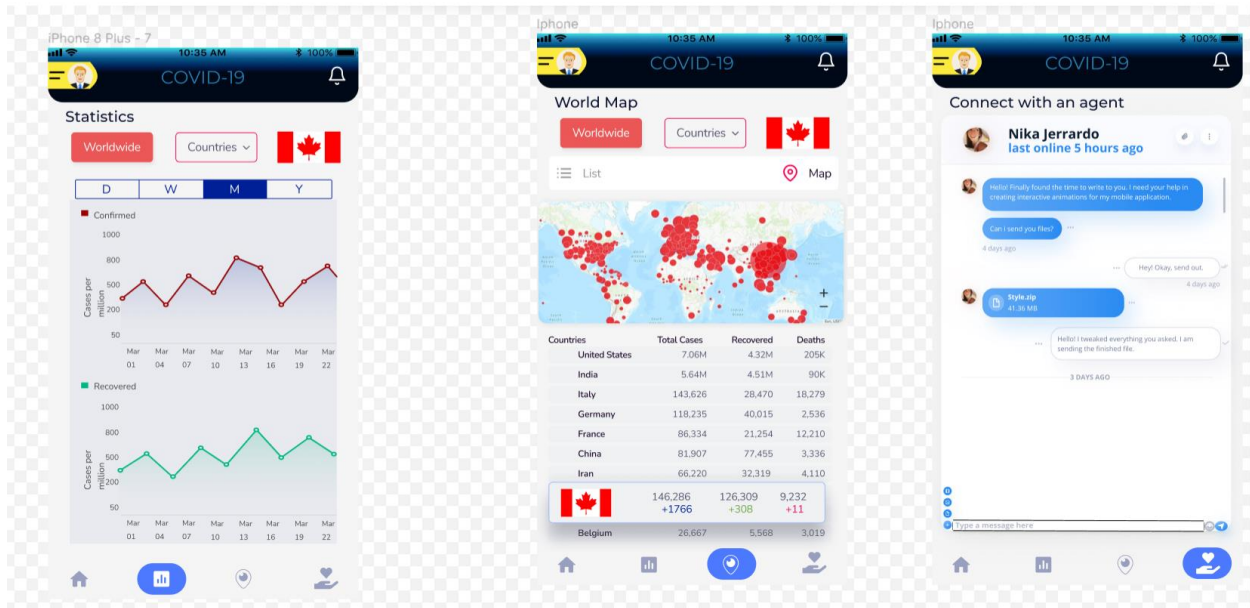 iPhone 8 Plus - 7
10:35 AM
100%
COVID-19
Statistics
Worldwide
Countries
D W M Y
Confirmed
1000
800
500
200
50
Cases per
million
Mar Mar Mar Mar Mar Mar Mar Mar
01 04 07 10 13 16 19 22
Recovered
1000
800
500
200
50
Cases per
million
Mar Mar Mar Mar Mar Mar Mar Mar
01 04 07 10 13 16 19 22
Iphone
10:35 AM
100%
COVID-19
World Map
Worldwide
Countries
List
Map
+
−
Countries Total Cases Recovered Deaths
United States 7.06M 4.32M 205K
India 5.64M 4.51M 90K
Italy 143,626 28,470 18,279
Germany 118,235 40,015 2,536
France 86,334 21,254 12,210
China 81,907 77,455 3,336
Iran 66,220 32,319 4,110
146,286 126,309 9,232
+1766 +308 +11
Belgium 26,667 5,568 3,019
Iphone
10:35 AM
100%
COVID-19
Connect with an agent
Nika Jerrardo
last online 5 hours ago
Hello! Finally found the time to write to you. I need your help in
creating interactive animations for my mobile application.
Can I send you files?
4 days ago
Hey! Okay, send out.
4 days ago
Style.zip
41.36 MB
Hello! I tweaked everything you asked. I am
sending the finished file.
3 DAYS AGO
Type a message here